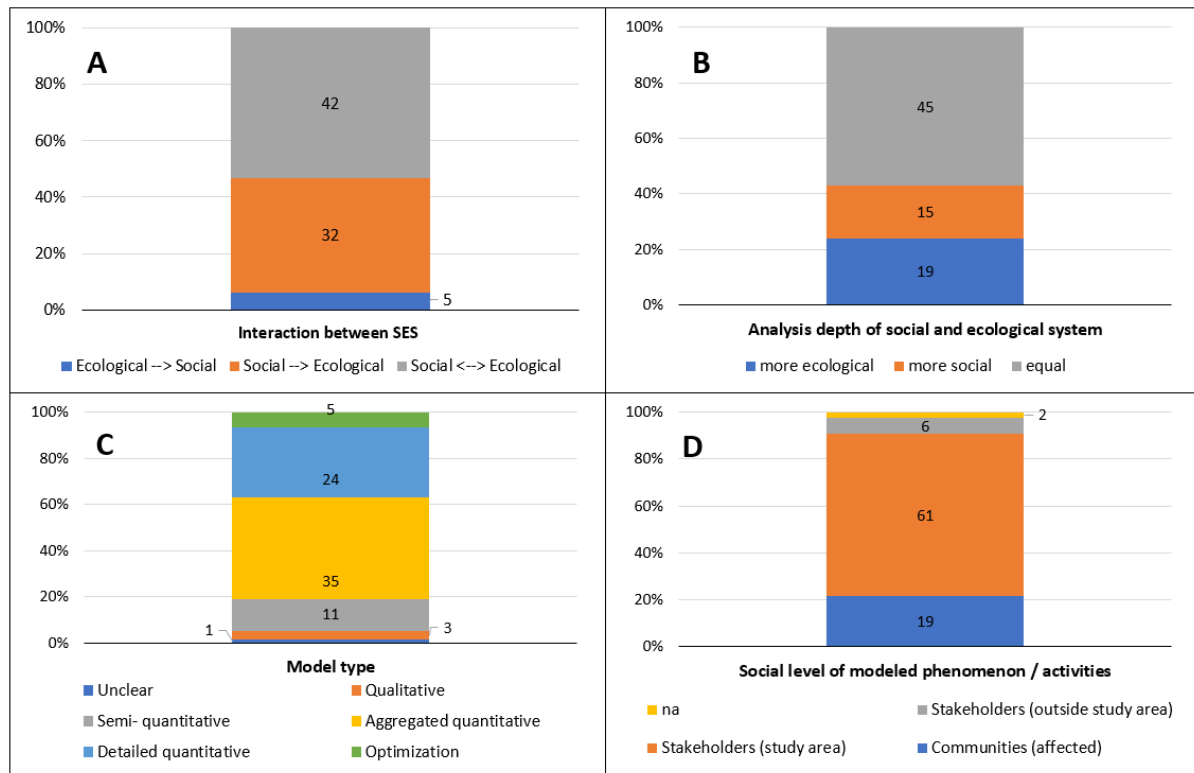 A
100%
80%
60%
40%
20%
0%
42
32
5
Interaction between SES
Ecological --> Social Social --> Ecological Social <--> Ecological
B
100%
80%
60%
40%
20%
0%
45
15
19
Analysis depth of social and ecological system
more ecological more social equal
C
100%
80%
60%
40%
20%
0%
5
24
35
11
1 3
Model type
Unclear Qualitative
Semi- quantitative Aggregated quantitative
Detailed quantitative Optimization
D
100%
80%
60%
40%
20%
0%
2
6
61
19
Social level of modeled phenomenon / activities
na Stakeholders (outside study area)
Stakeholders (study area) Communities (affected)